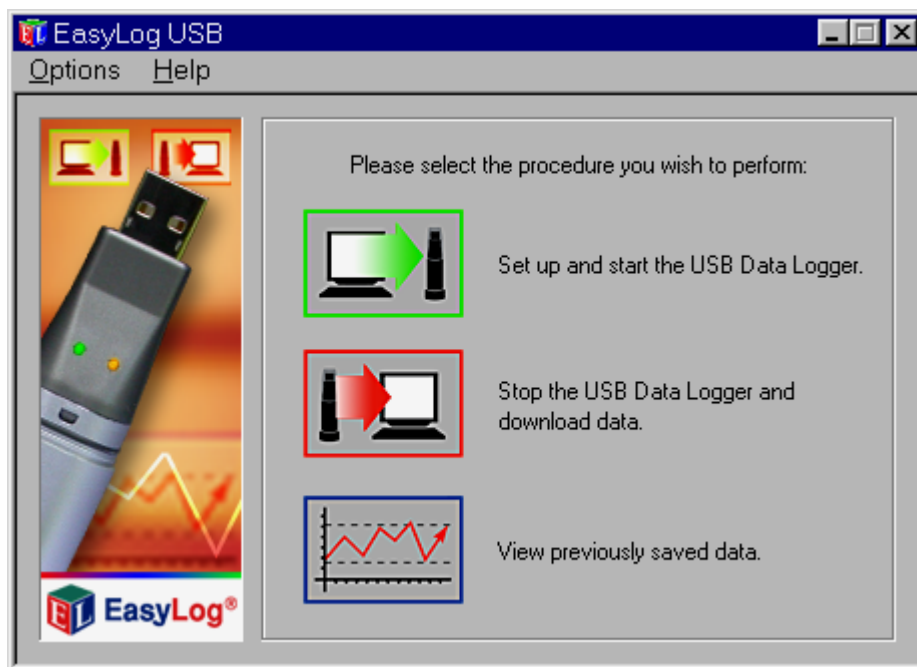 EasyLog USB
Options Help
Please select the procedure you wish to perform:
Set up and start the USB Data Logger.
Stop the USB Data Logger and
download data.
View previously saved data.
EL EasyLog®